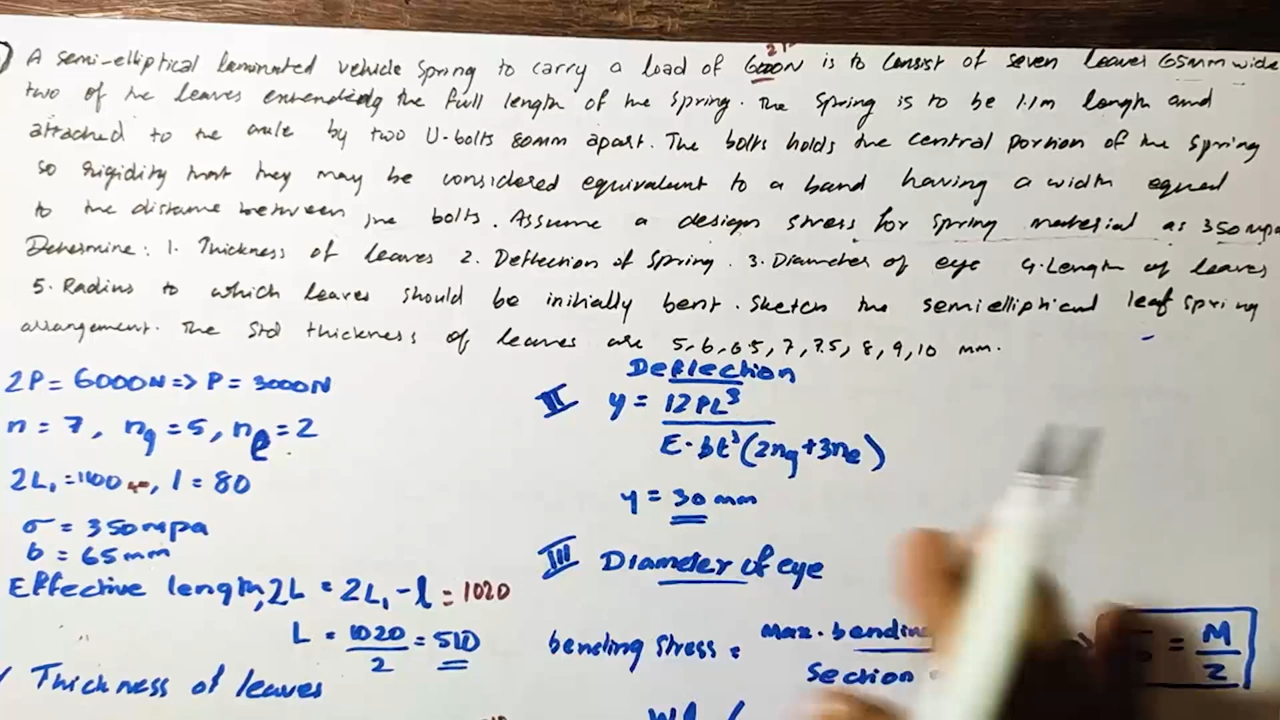 A semi-elliptical laminated vehicle spring to carry a load of 6000N is to consist of seven leaves 65mm wide
two of the leaves extending the full length of the spring. The spring is to be 1.1m length and
attached to the axle by two U-bolts 80mm apart. The bolts holds the central portion of the spring
so rigidity that they may be considered equivalent to a band having a width equal
to the distance between the bolts. Assume a design stress for spring material as 350 mpa
Determine: 1. Thickness of leaves 2. Deflection of spring. 3. Diameter of eye 4. Length of leaves
5. Radius to which leaves should be initially bent. Sketch the semielliptical leaf spring
arrangement. The std thickness of leaves are 5, 6, 6.5, 7, 7.5, 8, 9, 10 mm.
2P = 6000N => P = 3000N
n = 7, ng = 5, ne = 2
2L1 = 1100 , l = 80
σ = 350mpa
b = 65mm
Effective length, 2L = 2L1 - l = 1020
L = 1020/2 = 510
Thickness of leaves
Deflection
II y = 12PL³ / E·bt³(2ng+3ne)
y = 30 mm
III Diameter of eye
bending stress = Max. bending
Section
= M/Z